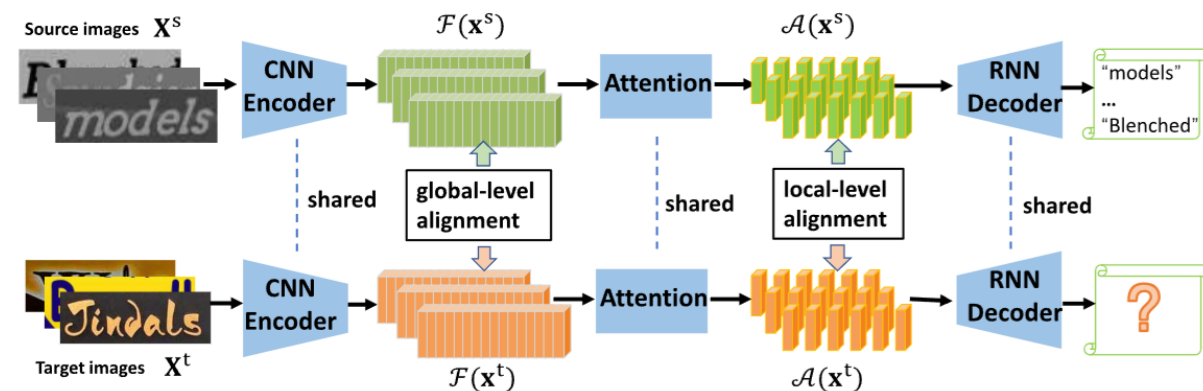 Source images X^s
F(x^s)
A(x^s)
models
CNN
Encoder
Attention
RNN
Decoder
“models”
...
“Blenched”
shared
global-level
alignment
shared
local-level
alignment
shared
Jindals
CNN
Encoder
Attention
RNN
Decoder
?
Target images X^t
F(x^t)
A(x^t)